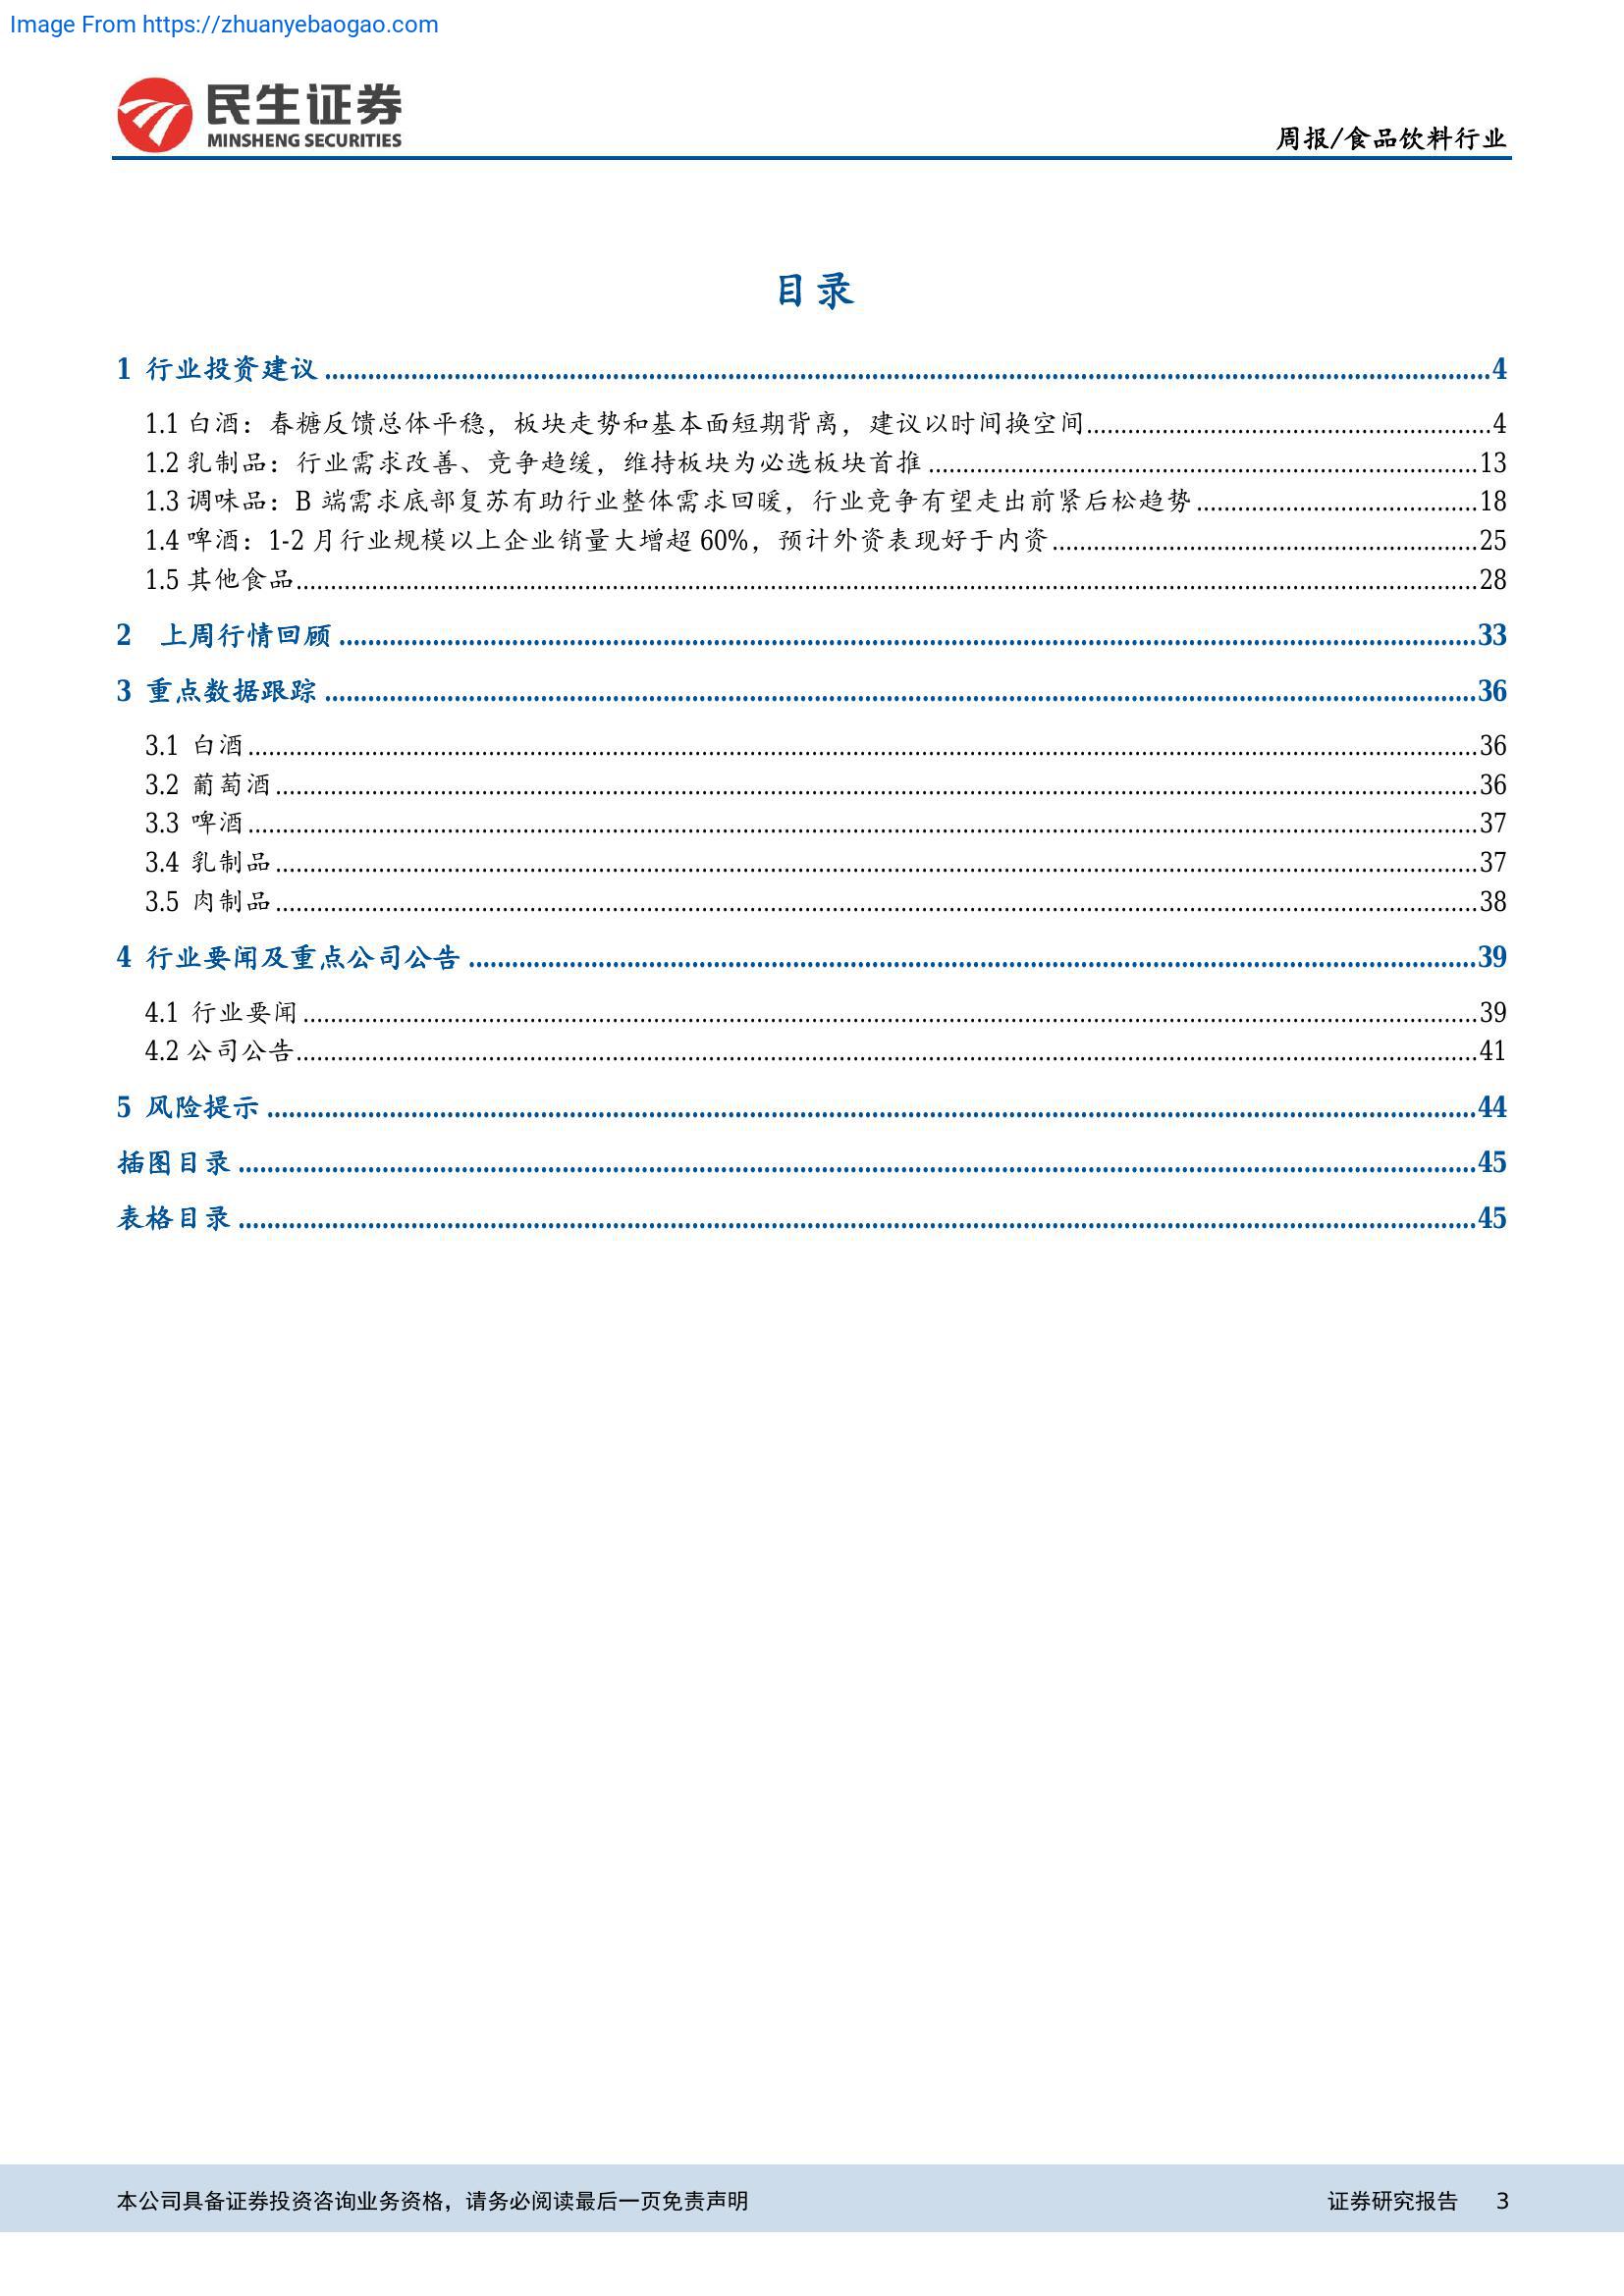 Image From https://zhuanyebaogao.com
民生证券
MINSHENG SECURITIES
周报/食品饮料行业
目录
1 行业投资建议 ........ 4
1.1 白酒：春糖反馈总体平稳，板块走势和基本面短期背离，建议以时间换空间 ........ 4
1.2 乳制品：行业需求改善、竞争趋缓，维持板块为必选板块首推 ........ 13
1.3 调味品：B 端需求底部复苏有助行业整体需求回暖，行业竞争有望走出前紧后松趋势 ........ 18
1.4 啤酒：1-2 月行业规模以上企业销量大增超 60%，预计外资表现好于内资 ........ 25
1.5 其他食品 ........ 28
2 上周行情回顾 ........ 33
3 重点数据跟踪 ........ 36
3.1 白酒 ........ 36
3.2 葡萄酒 ........ 36
3.3 啤酒 ........ 37
3.4 乳制品 ........ 37
3.5 肉制品 ........ 38
4 行业要闻及重点公司公告 ........ 39
4.1 行业要闻 ........ 39
4.2 公司公告 ........ 41
5 风险提示 ........ 44
插图目录 ........ 45
表格目录 ........ 45
本公司具备证券投资咨询业务资格，请务必阅读最后一页免责声明
证券研究报告 3